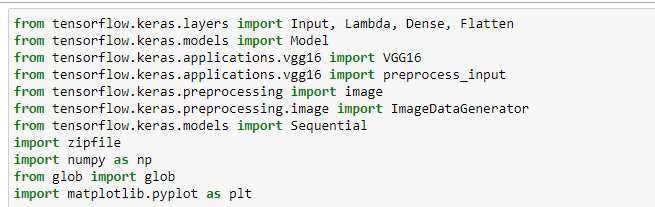 from tensorflow.keras.layers import Input, Lambda, Dense, Flatten
from tensorflow.keras.models import Model
from tensorflow.keras.applications.vgg16 import VGG16
from tensorflow.keras.applications.vgg16 import preprocess_input
from tensorflow.keras.preprocessing import image
from tensorflow.keras.preprocessing.image import ImageDataGenerator
from tensorflow.keras.models import Sequential
import zipfile
import numpy as np
from glob import glob
import matplotlib.pyplot as plt